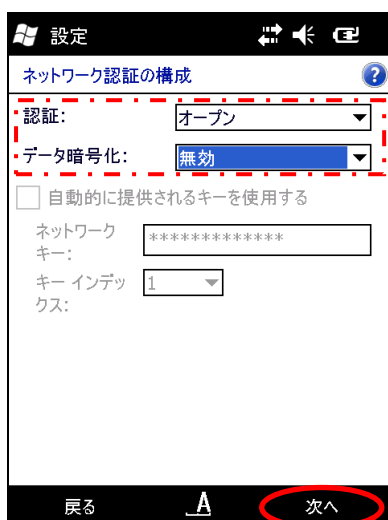 設定
ネットワーク認証の構成
?
認証:
オープン
データ暗号化:
無効
自動的に提供されるキーを使用する
ネットワーク
キー:
*************
キー インデッ
クス:
1
戻る
A
次へ